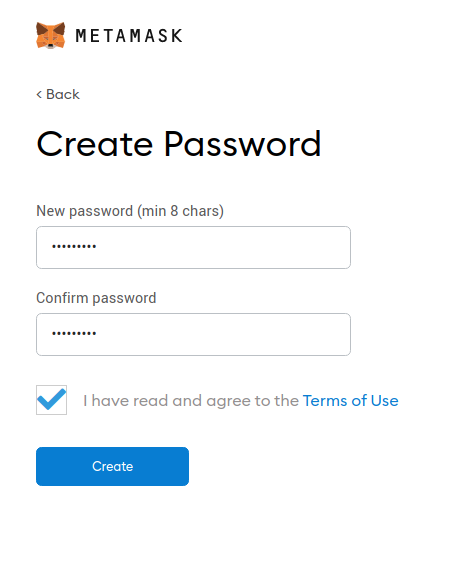 METAMASK
< Back
Create Password
New password (min 8 chars)
•••••••••
Confirm password
•••••••••
I have read and agree to the Terms of Use
Create